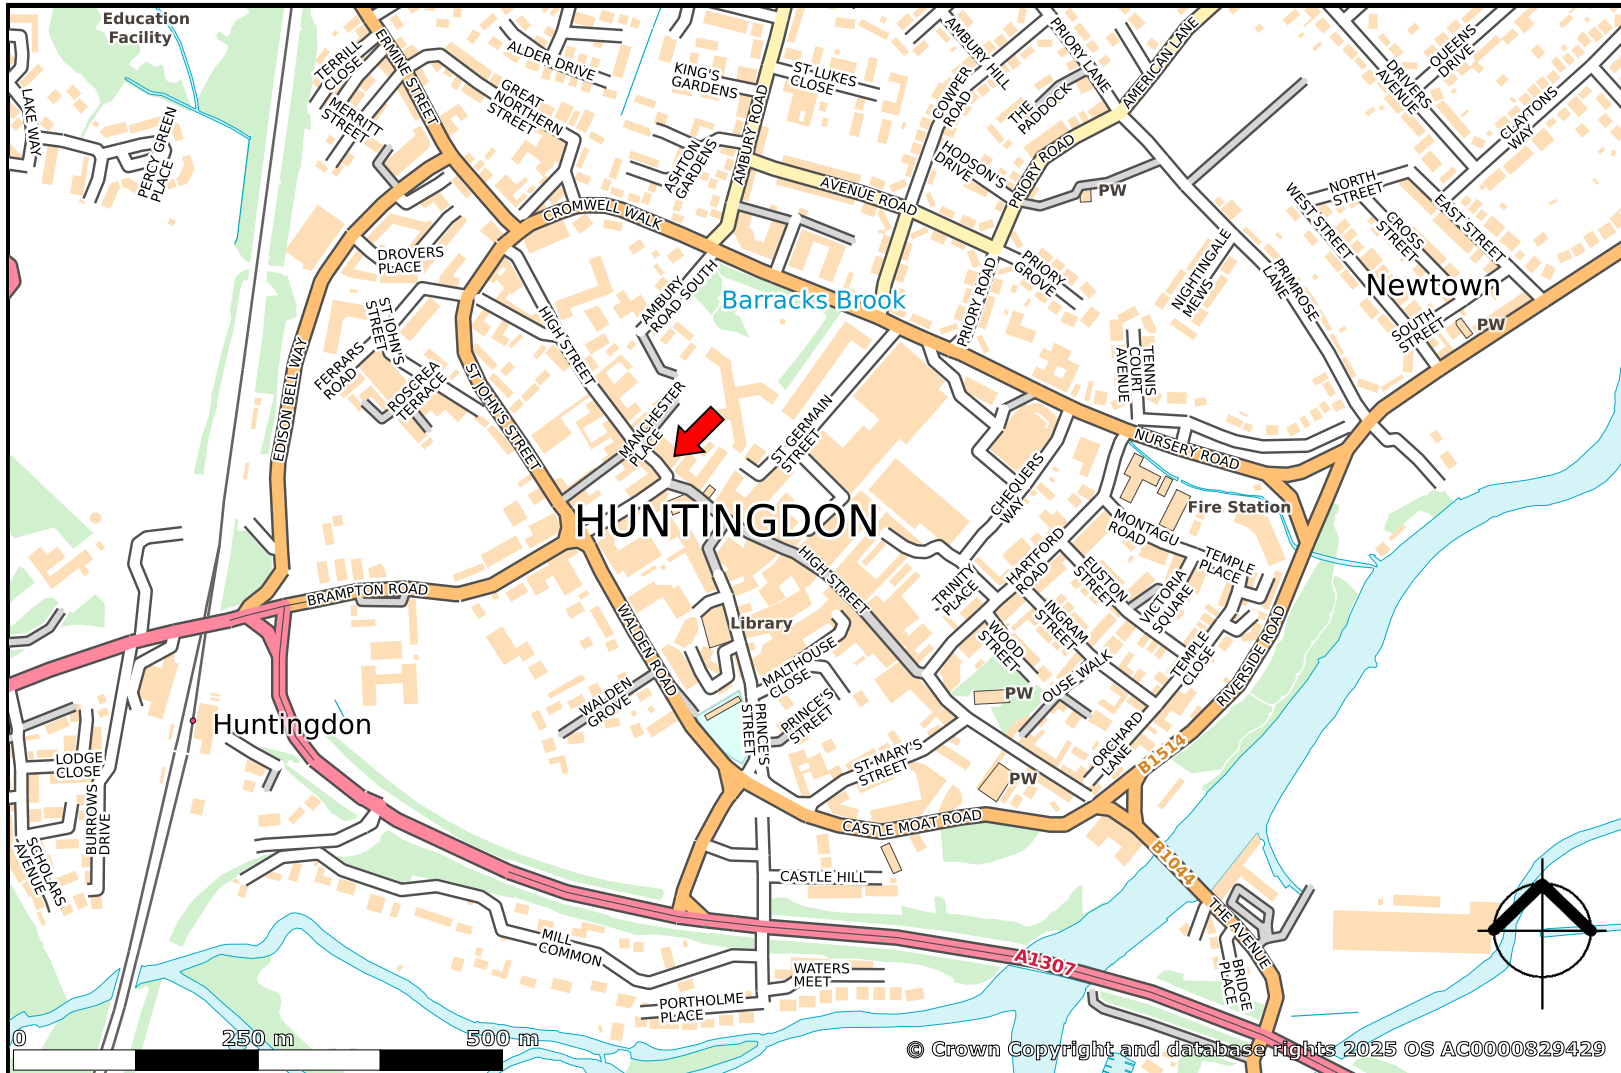 Education
Facility
TERRILL
CLOSE
ERMINE STREET
ALDER DRIVE
KING'S
GARDENS
ST LUKES
CLOSE
AMBURY HILL
PRIORY LANE
AMERICAN LANE
QUEENS
DRIVE
DRIVERS
AVENUE
LAKE WAY
MERRITT
STREET
GREAT
NORTHERN
STREET
AMBURY ROAD
COWPER
ROAD
THE
PADDOCK
CLAYTONS
WAY
PERCY GREEN
PLACE
ASHTON
GARDENS
HODSON'S
DRIVE
PRIORY ROAD
PW
NORTH
STREET
WEST STREET
EAST STREET
CROSS
STREET
CROMWELL WALK
AVENUE ROAD
DROVERS
PLACE
PRIORY
GROVE
NIGHTINGALE
MEWS
PRIMROSE
LANE
Newtown
AMBURY
ROAD SOUTH
Barracks Brook
PRIORY ROAD
SOUTH
STREET
PW
HIGH STREET
ST JOHN'S
STREET
FERRARS
ROAD
ROSCREA
TERRACE
EDISON BELL WAY
ST JOHN'S STREET
MANCHESTER
PLACE
ST GERMAIN
STREET
TENNIS
COURT
AVENUE
NURSERY ROAD
CHEQUERS
WAY
Fire Station
HUNTINGDON
MONTAGU
ROAD
TEMPLE
PLACE
HIGH STREET
HARTFORD
ROAD
EUSTON
STREET
VICTORIA
SQUARE
TRINITY
PLACE
BRAMPTON ROAD
WALDEN ROAD
Library
INGRAM
STREET
WOOD
STREET
TEMPLE
CLOSE
RIVERSIDE ROAD
MALTHOUSE
CLOSE
OUSE WALK
PW
WALDEN
GROVE
PRINCE'S
STREET
PRINCE'S
STREET
Huntingdon
ORCHARD
LANE
B1514
ST MARY'S
STREET
LODGE
CLOSE
PW
BURROWS
DRIVE
CASTLE MOAT ROAD
SCHOLARS
AVENUE
B1044
CASTLE HILL
THE AVENUE
MILL
COMMON
A1307
WATERS
MEET
BRIDGE
PLACE
PORTHOLME
PLACE
0 250 m 500 m
© Crown Copyright and database rights 2025 OS AC0000829429